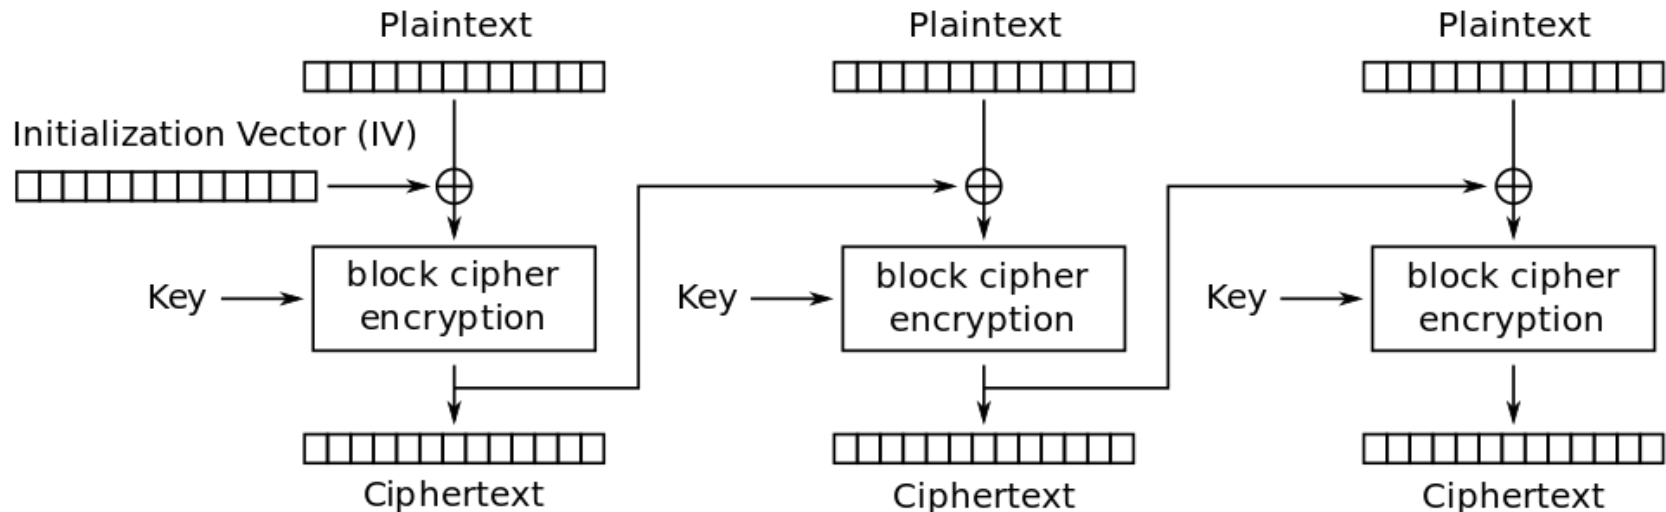 Plaintext
Plaintext
Plaintext
Initialization Vector (IV)
Key
block cipher
encryption
Key
block cipher
encryption
Key
block cipher
encryption
Ciphertext
Ciphertext
Ciphertext